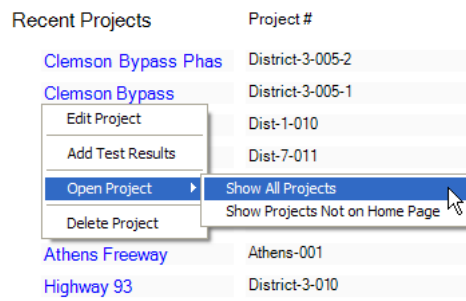 Recent Projects Project #
Clemson Bypass Phas District-3-005-2
Clemson Bypass District-3-005-1
Edit Project Dist-1-010
Add Test Results Dist-7-011
Open Project Show All Projects
Show Projects Not on Home Page
Delete Project
Athens Freeway Athens-001
Highway 93 District-3-010